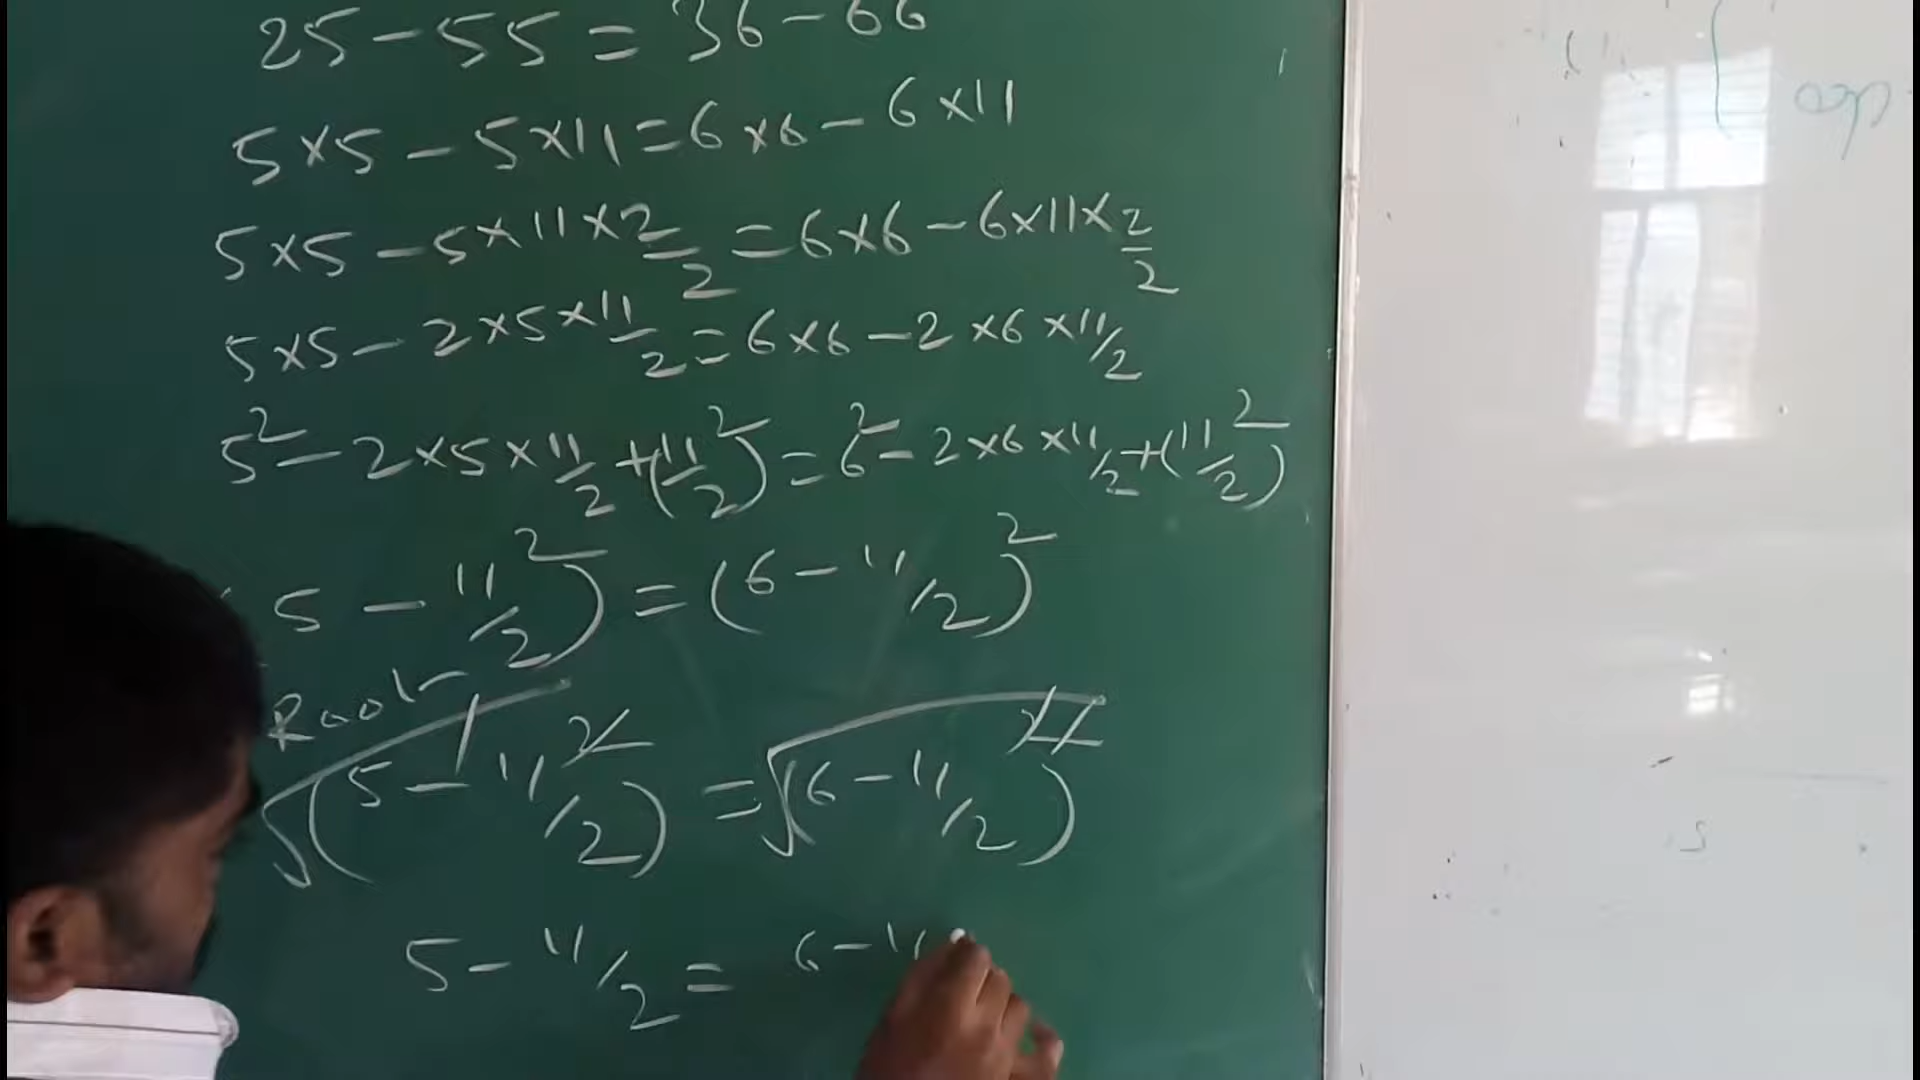 25 - 55 = 36 - 66
5 × 5 - 5 × 11 = 6 × 6 - 6 × 11
5 × 5 - 5 × 11 × 2/2 = 6 × 6 - 6 × 11 × 2/2
5 × 5 - 2 × 5 × 11/2 = 6 × 6 - 2 × 6 × 11/2
5² - 2 × 5 × 11/2 + (11/2)² = 6² - 2 × 6 × 11/2 + (11/2)²
(5 - 11/2)² = (6 - 11/2)²
Root
√(5 - 11/2)² = √(6 - 11/2)²
5 - 11/2 = 6 - 11